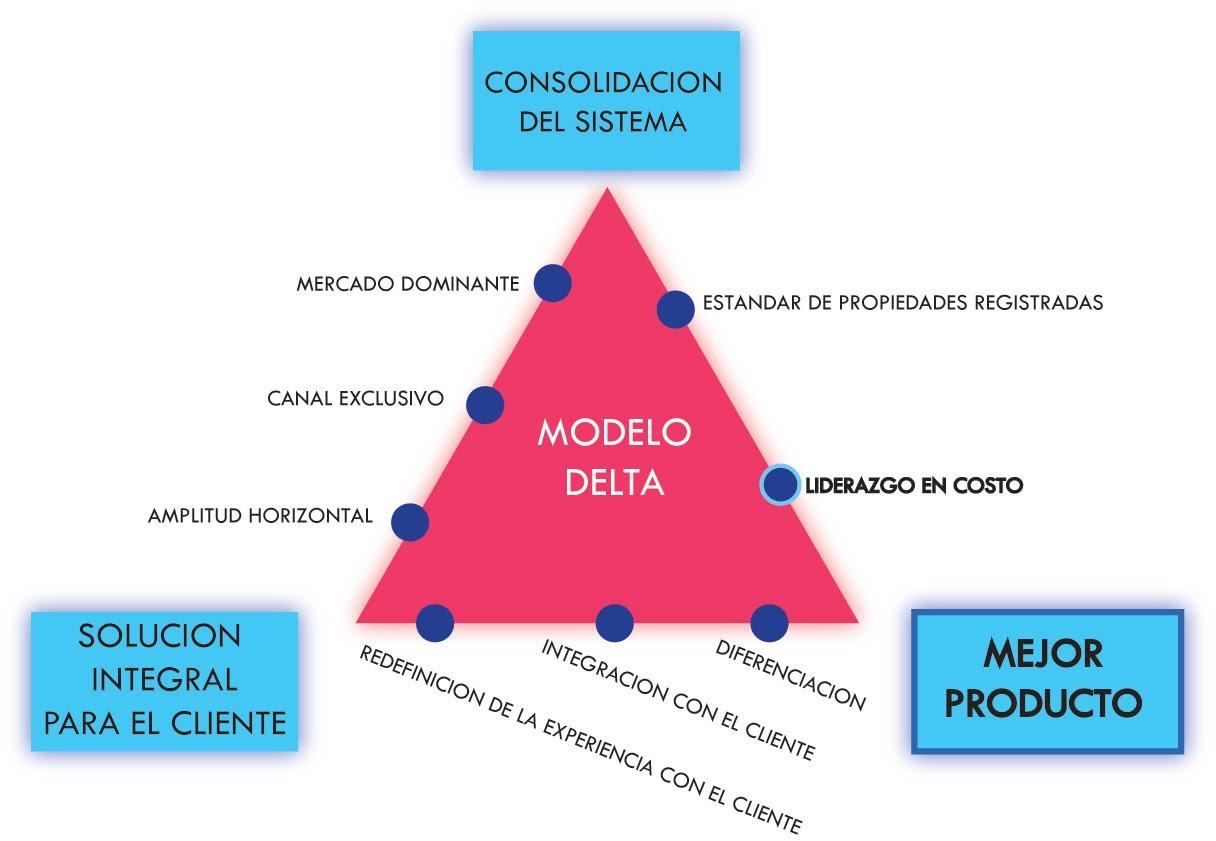 CONSOLIDACION
DEL SISTEMA
MERCADO DOMINANTE
ESTANDAR DE PROPIEDADES REGISTRADAS
CANAL EXCLUSIVO
MODELO
DELTA
LIDERAZGO EN COSTO
AMPLITUD HORIZONTAL
SOLUCION
INTEGRAL
PARA EL CLIENTE
REDEFINICION DE LA EXPERIENCIA CON EL CLIENTE
INTEGRACION CON EL CLIENTE
DIFERENCIACION
MEJOR
PRODUCTO